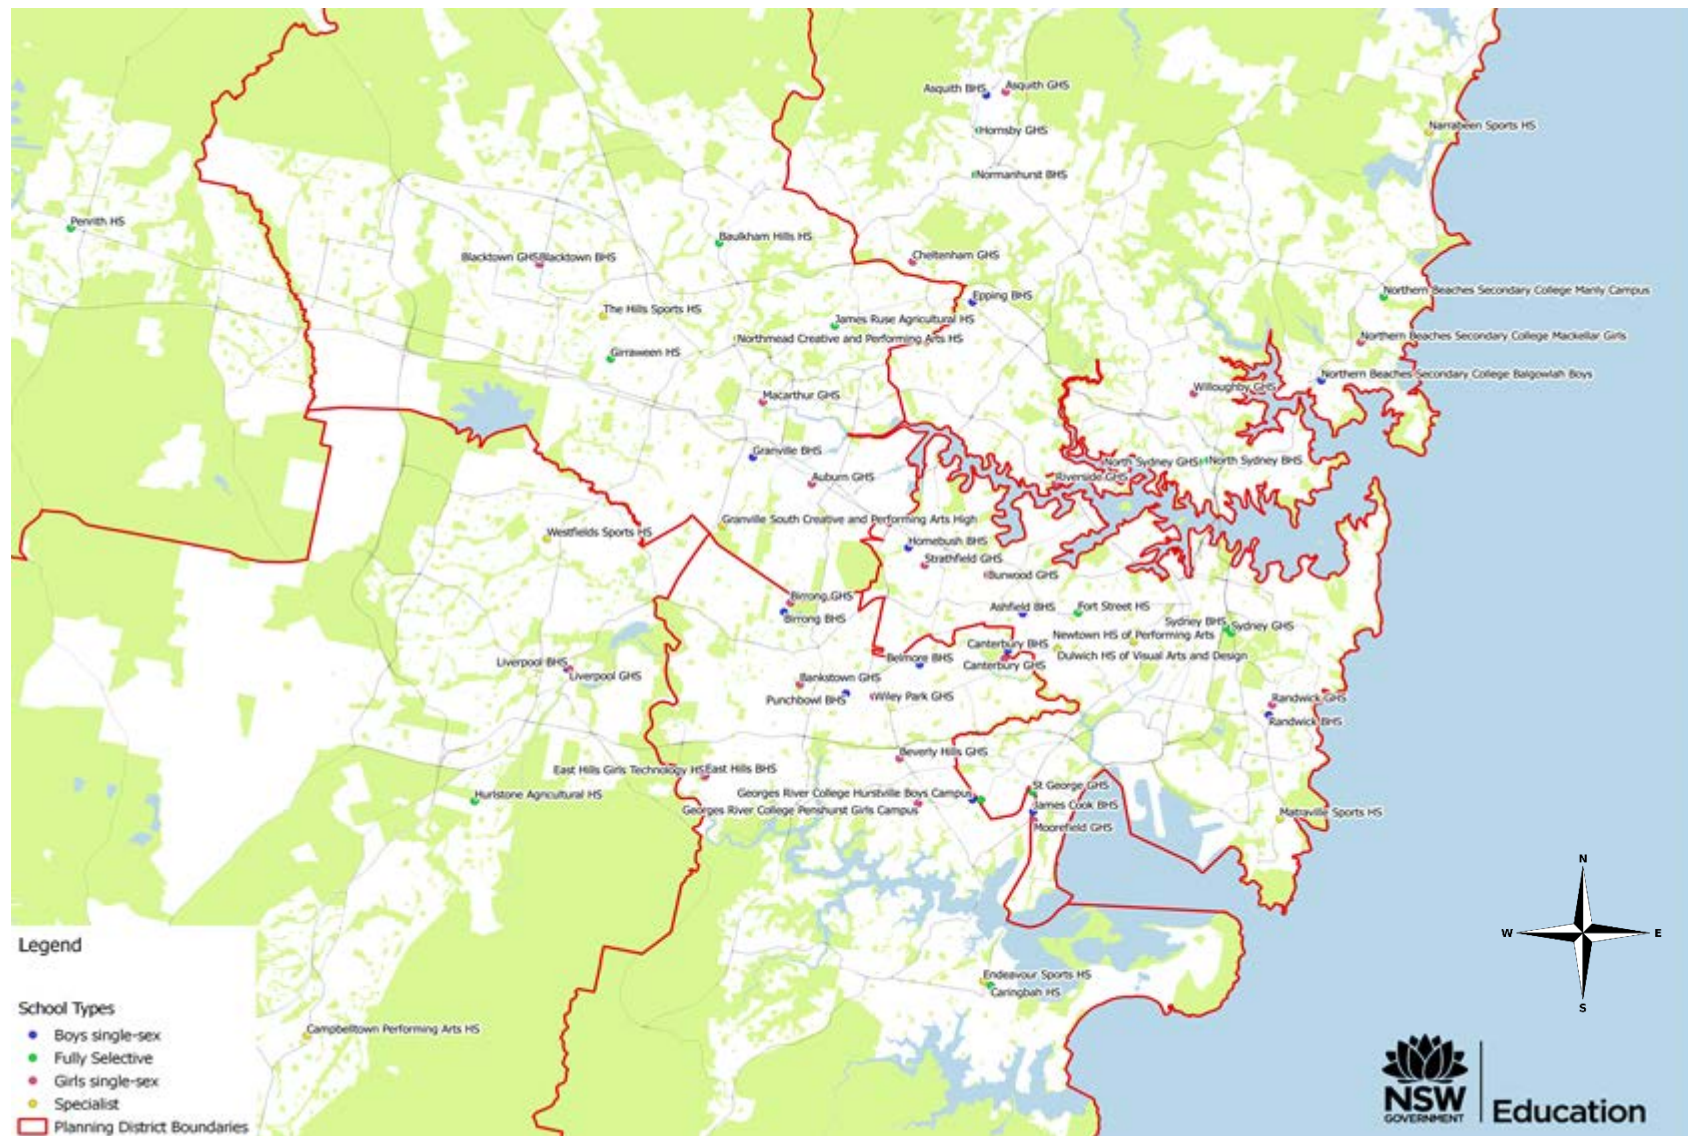 Asquith BHS
Asquith GHS
Hornsby GHS
Narrabeen Sports HS
Normanhurst BHS
Penrith HS
Baulkham Hills HS
Blacktown GHS
Blacktown BHS
Cheltenham GHS
Northern Beaches Secondary College Manly Campus
Epping BHS
The Hills Sports HS
James Ruse Agricultural HS
Northmead Creative and Performing Arts HS
Northern Beaches Secondary College Mackellar Girls
Girraween HS
Northern Beaches Secondary College Balgowlah Boys
Willoughby GHS
Macarthur GHS
Granville BHS
North Sydney GHS
North Sydney BHS
Auburn GHS
Riverside GHS
Granville South Creative and Performing Arts High
Westfields Sports HS
Homebush BHS
Strathfield GHS
Burwood GHS
Birrong GHS
Birrong BHS
Ashfield BHS
Fort Street HS
Sydney BHS
Sydney GHS
Newtown HS of Performing Arts
Canterbury BHS
Dulwich HS of Visual Arts and Design
Belmore BHS
Canterbury GHS
Liverpool BHS
Liverpool GHS
Bankstown GHS
Punchbowl BHS
Wiley Park GHS
Randwick GHS
Randwick BHS
Beverly Hills GHS
East Hills Girls Technology HS
East Hills BHS
St George GHS
Hurlstone Agricultural HS
Georges River College Hurstville Boys Campus
James Cook BHS
Georges River College Penshurst Girls Campus
Matraville Sports HS
Moorefield GHS
N
W
E
S
Endeavour Sports HS
Caringbah HS
Campbelltown Performing Arts HS
Legend
School Types
Boys single-sex
Fully Selective
Girls single-sex
Specialist
Planning District Boundaries
NSW
GOVERNMENT
Education